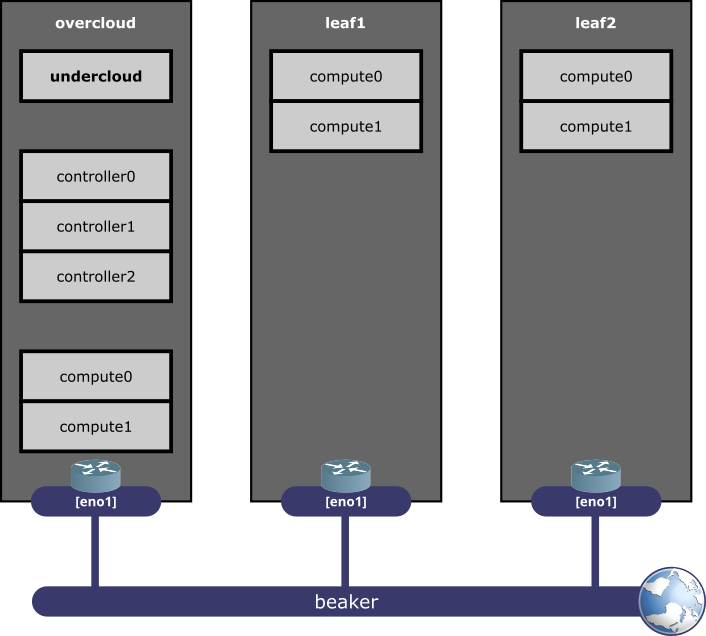 overcloud
undercloud
controller0
controller1
controller2
compute0
compute1
[eno1]
leaf1
compute0
compute1
[eno1]
leaf2
compute0
compute1
[eno1]
beaker